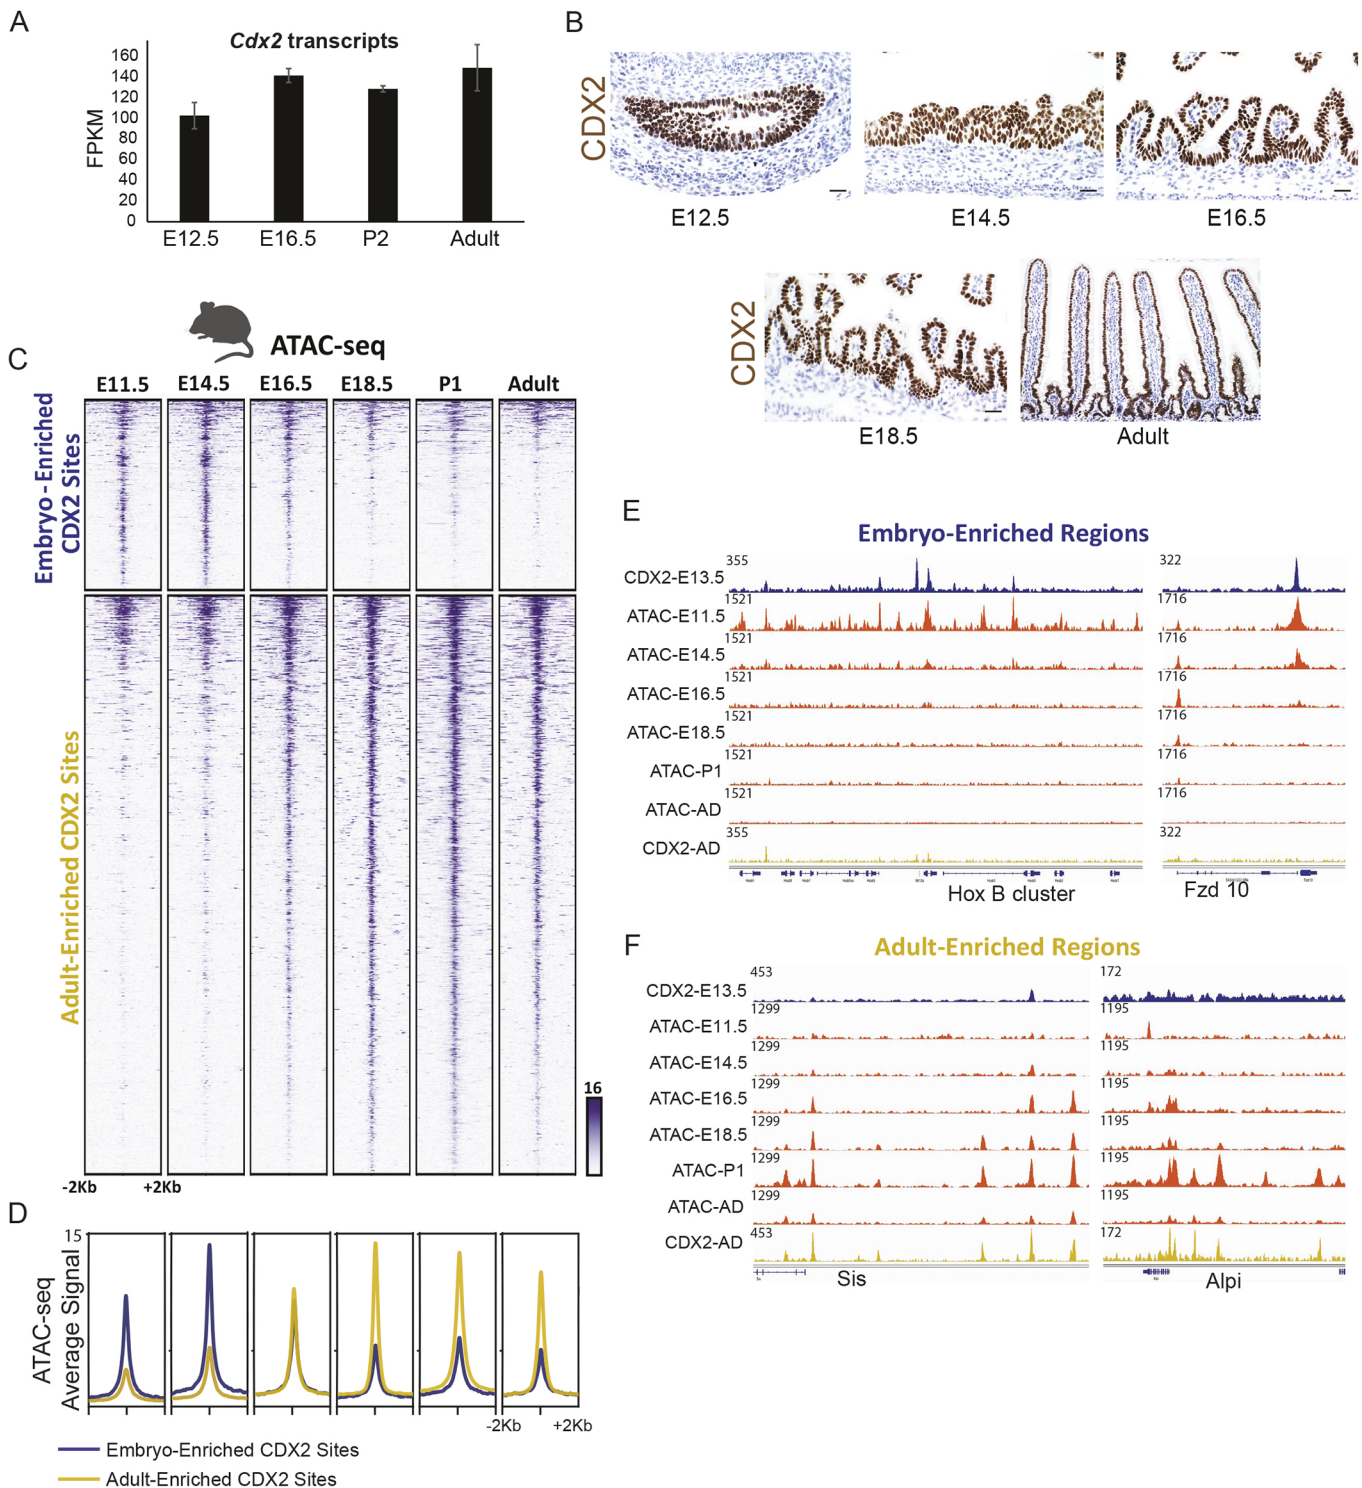 A
Cdx2 transcripts
FPKM
160
140
120
100
80
60
40
20
0
E12.5
E16.5
P2
Adult
B
CDX2
E12.5
E14.5
E16.5
CDX2
E18.5
Adult
C
ATAC-seq
E11.5
E14.5
E16.5
E18.5
P1
Adult
Embryo-Enriched
CDX2 Sites
Adult-Enriched CDX2 Sites
16
-2Kb
+2Kb
D
ATAC-seq
Average Signal
15
-2Kb
+2Kb
Embryo-Enriched CDX2 Sites
Adult-Enriched CDX2 Sites
E
Embryo-Enriched Regions
355
322
CDX2-E13.5
1521
1716
ATAC-E11.5
1521
1716
ATAC-E14.5
1521
1716
ATAC-E16.5
1521
1716
ATAC-E18.5
1521
1716
ATAC-P1
1521
1716
ATAC-AD
355
322
CDX2-AD
Hox B cluster
Fzd 10
F
Adult-Enriched Regions
453
172
CDX2-E13.5
1299
1195
ATAC-E11.5
1299
1195
ATAC-E14.5
1299
1195
ATAC-E16.5
1299
1195
ATAC-E18.5
1299
1195
ATAC-P1
1299
1195
ATAC-AD
453
172
CDX2-AD
Sis
Alpi